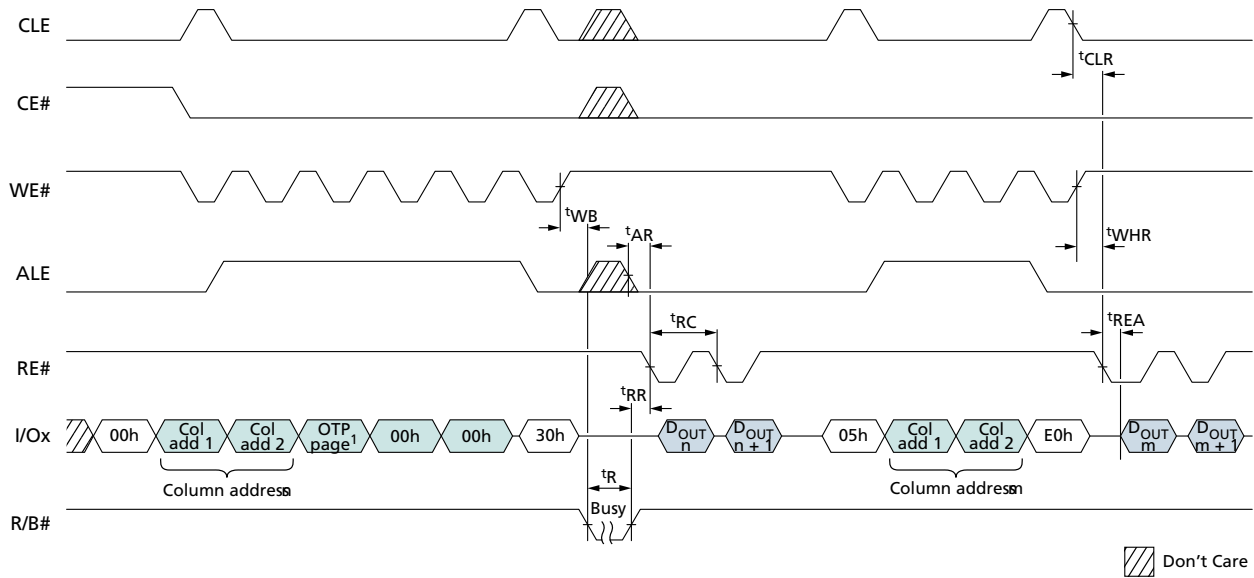 CLE
tCLR
CE#
WE#
tWB
tAR
tWHR
ALE
tRC
tREA
RE#
tRR
I/Ox
00h
Col add 1
Col add 2
OTP page1
00h
00h
30h
DOUT n
DOUT n + 1
05h
Col add 1
Col add 2
E0h
DOUT m
DOUT m + 1
Column address n
tR
Column address m
R/B#
Busy
Don't Care